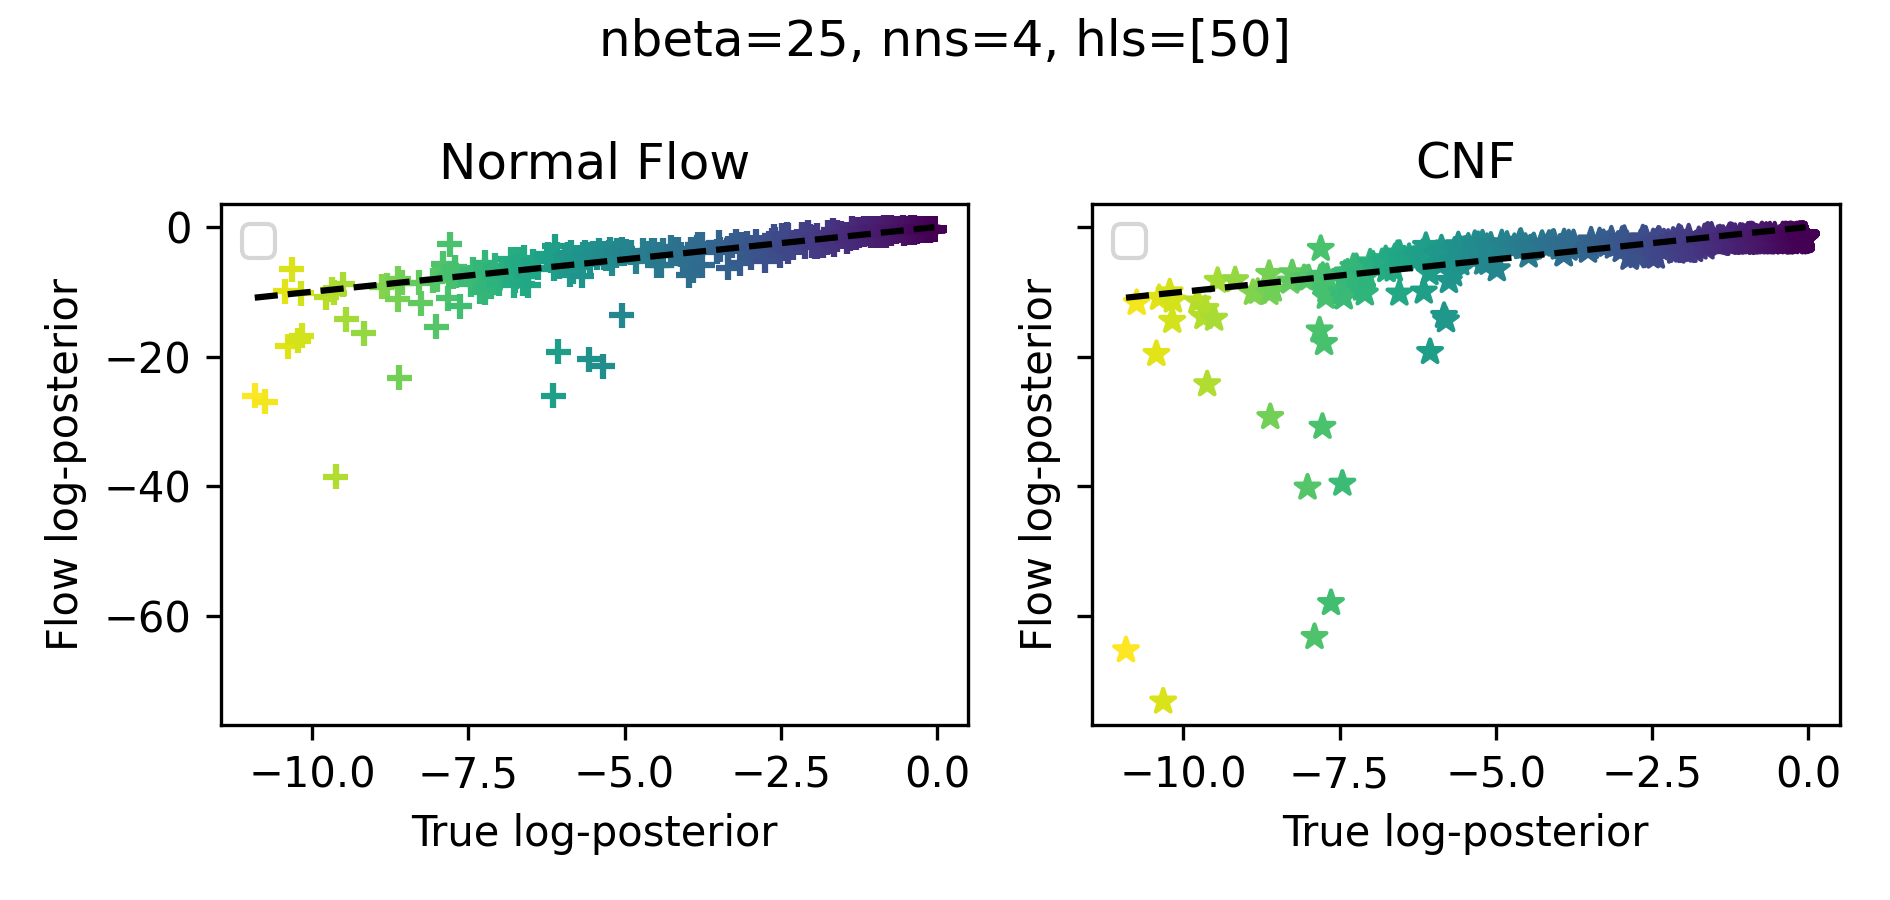 nbeta=25, nns=4, hls=[50]
Normal Flow
CNF
Flow log-posterior
0
−20
−40
−60
−10.0
−7.5
−5.0
−2.5
0.0
True log-posterior
Flow log-posterior
−10.0
−7.5
−5.0
−2.5
0.0
True log-posterior